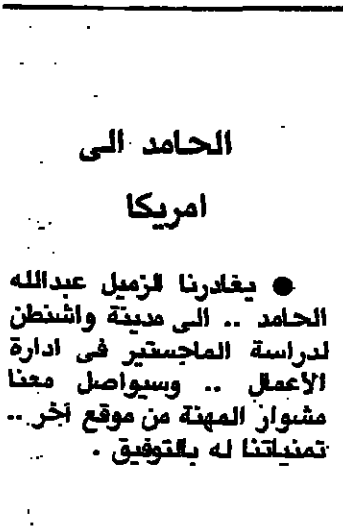 الحامد الى
امريكا
● يغادرنا الزميل عبدالله
الحامد .. الى مدينة واشنطن
لدراسة الماجستير فى ادارة
الأعمال .. وسيواصل معنا
مشوار المهنة من موقع آخر ..
تمنياتنا له بالتوفيق .